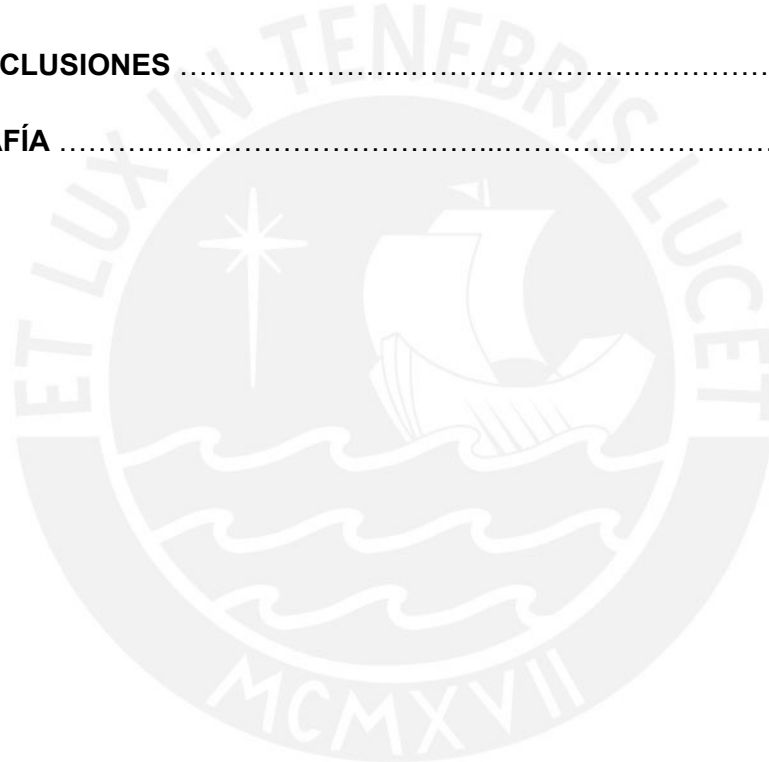 CLUSIONES …………………...………….……….……………
AFÍA ……….……………………………...………...………………
ET LUX IN TENEBRIS LUCET
MCMXVII